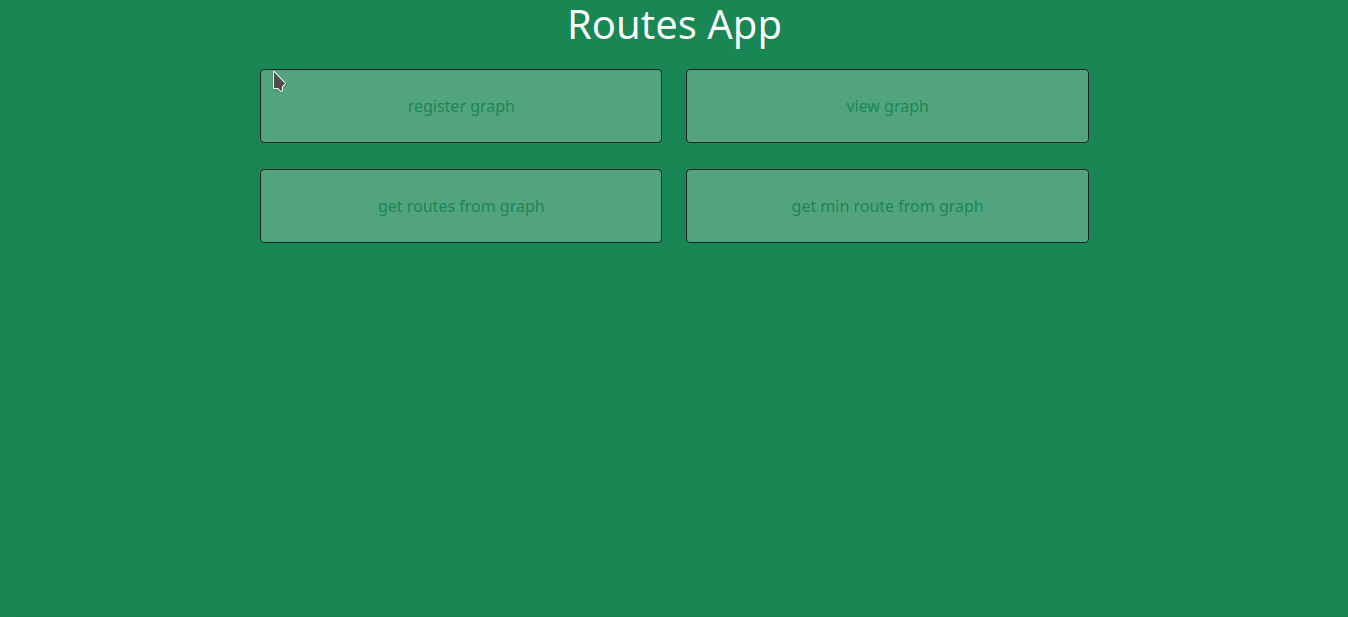 Routes App
register graph
view graph
get routes from graph
get min route from graph